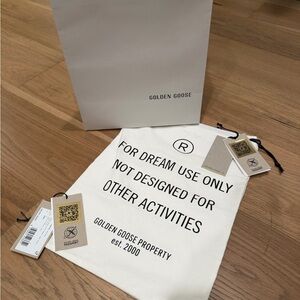 GOLDEN GOOSE
®
FOR DREAM USE ONLY
NOT DESIGNED FOR
OTHER ACTIVITIES
GOLDEN GOOSE PROPERTY
est. 2000